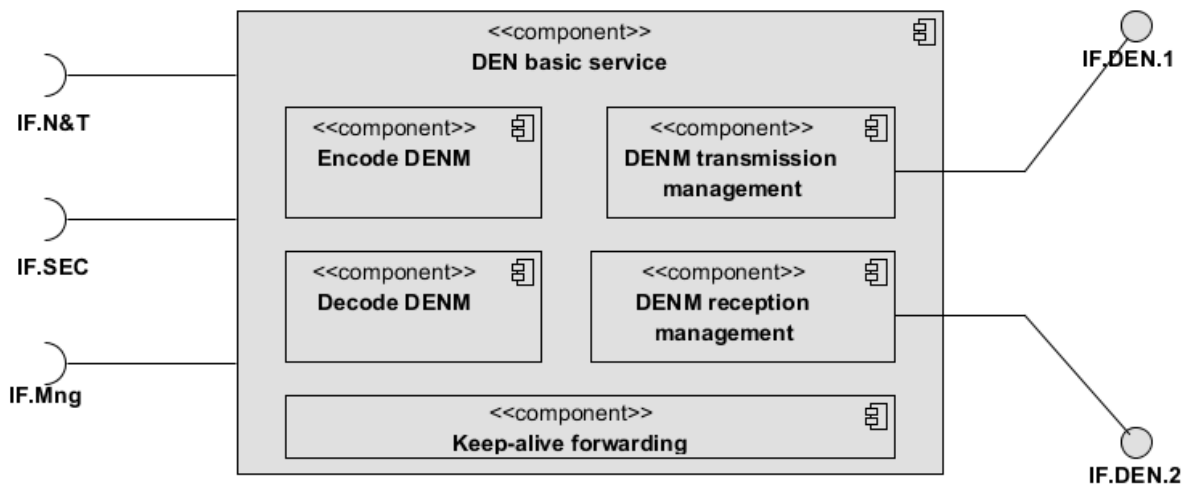 <<component>>
DEN basic service
IF.DEN.1
IF.N&T
<<component>>
Encode DENM
<<component>>
DENM transmission
management
IF.SEC
<<component>>
Decode DENM
<<component>>
DENM reception
management
IF.Mng
<<component>>
Keep-alive forwarding
IF.DEN.2